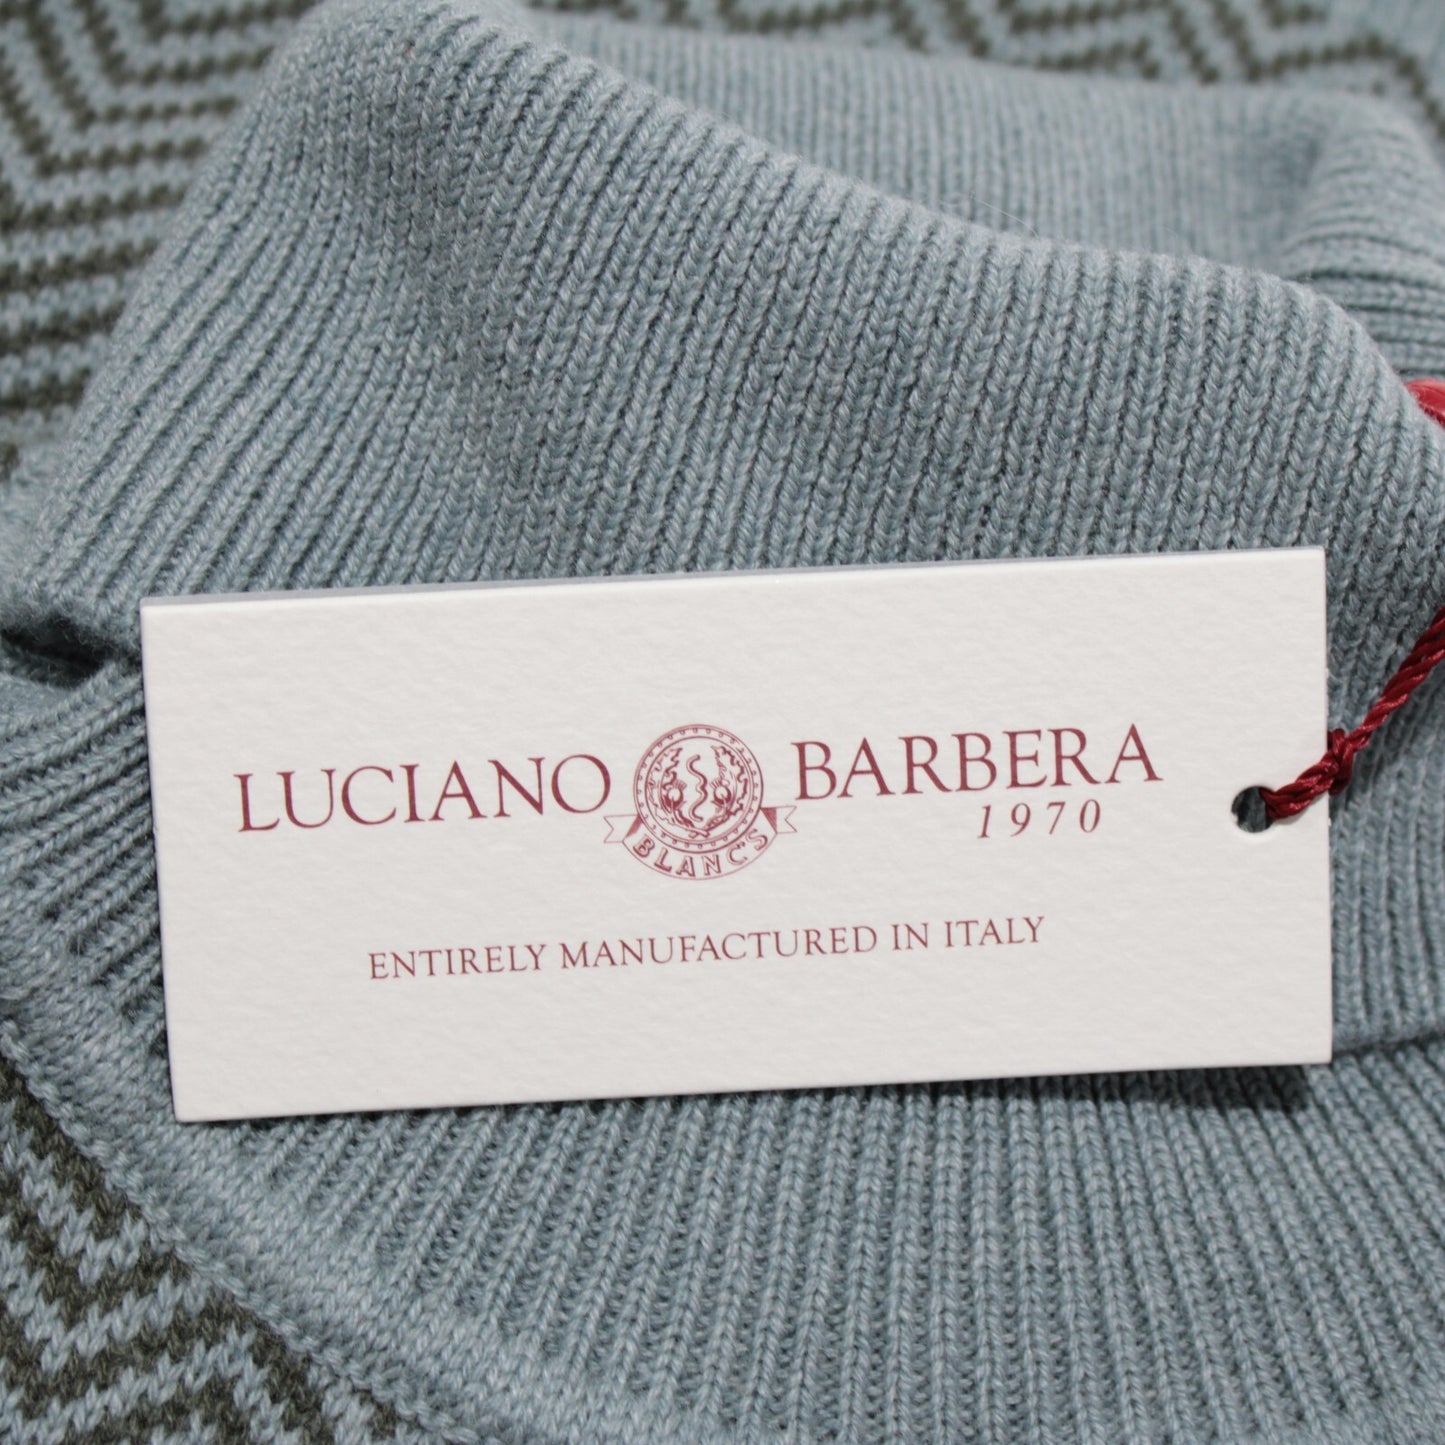 LUCIANO BARBERA
1970
BLANC'S
ENTIRELY MANUFACTURED IN ITALY